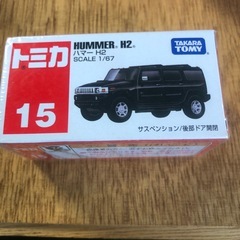 トミカ
HUMMER® H2®
ハマー H2
SCALE 1/67
TAKARA TOMY
15
サスペンション/後部ドア開閉